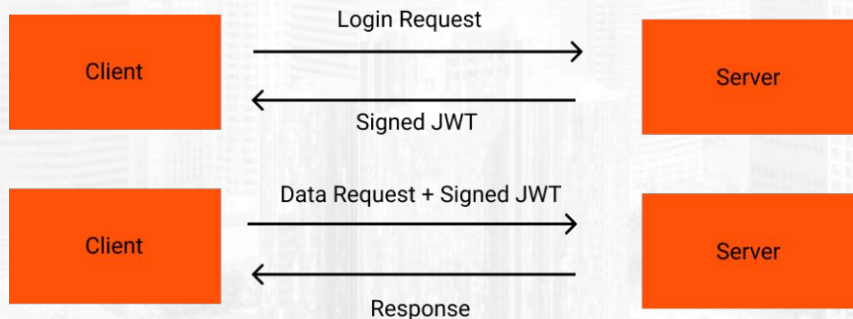 Login Request
Client
Server
Signed JWT
Data Request + Signed JWT
Client
Server
Response